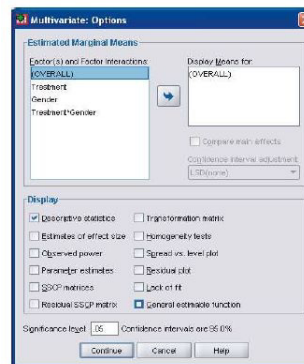 Multivariate: Options
Estimated Marginal Means
Factor(s) and Factor Interactions:
(OVERALL)
Treatment
Gender
Treatment*Gender
Display Means for:
(OVERALL)
Compare main effects
Confidence interval adjustment:
LSD(none)
Display
Descriptive statistics
Transformation matrix
Estimates of effect size
Homogeneity tests
Observed power
Spread vs. level plot
Parameter estimates
Residual plot
SSCP matrices
Lack of fit
Residual SSCP matrix
General estimable function
Significance level: .05 Confidence intervals are 95.0%
Continue Cancel Help